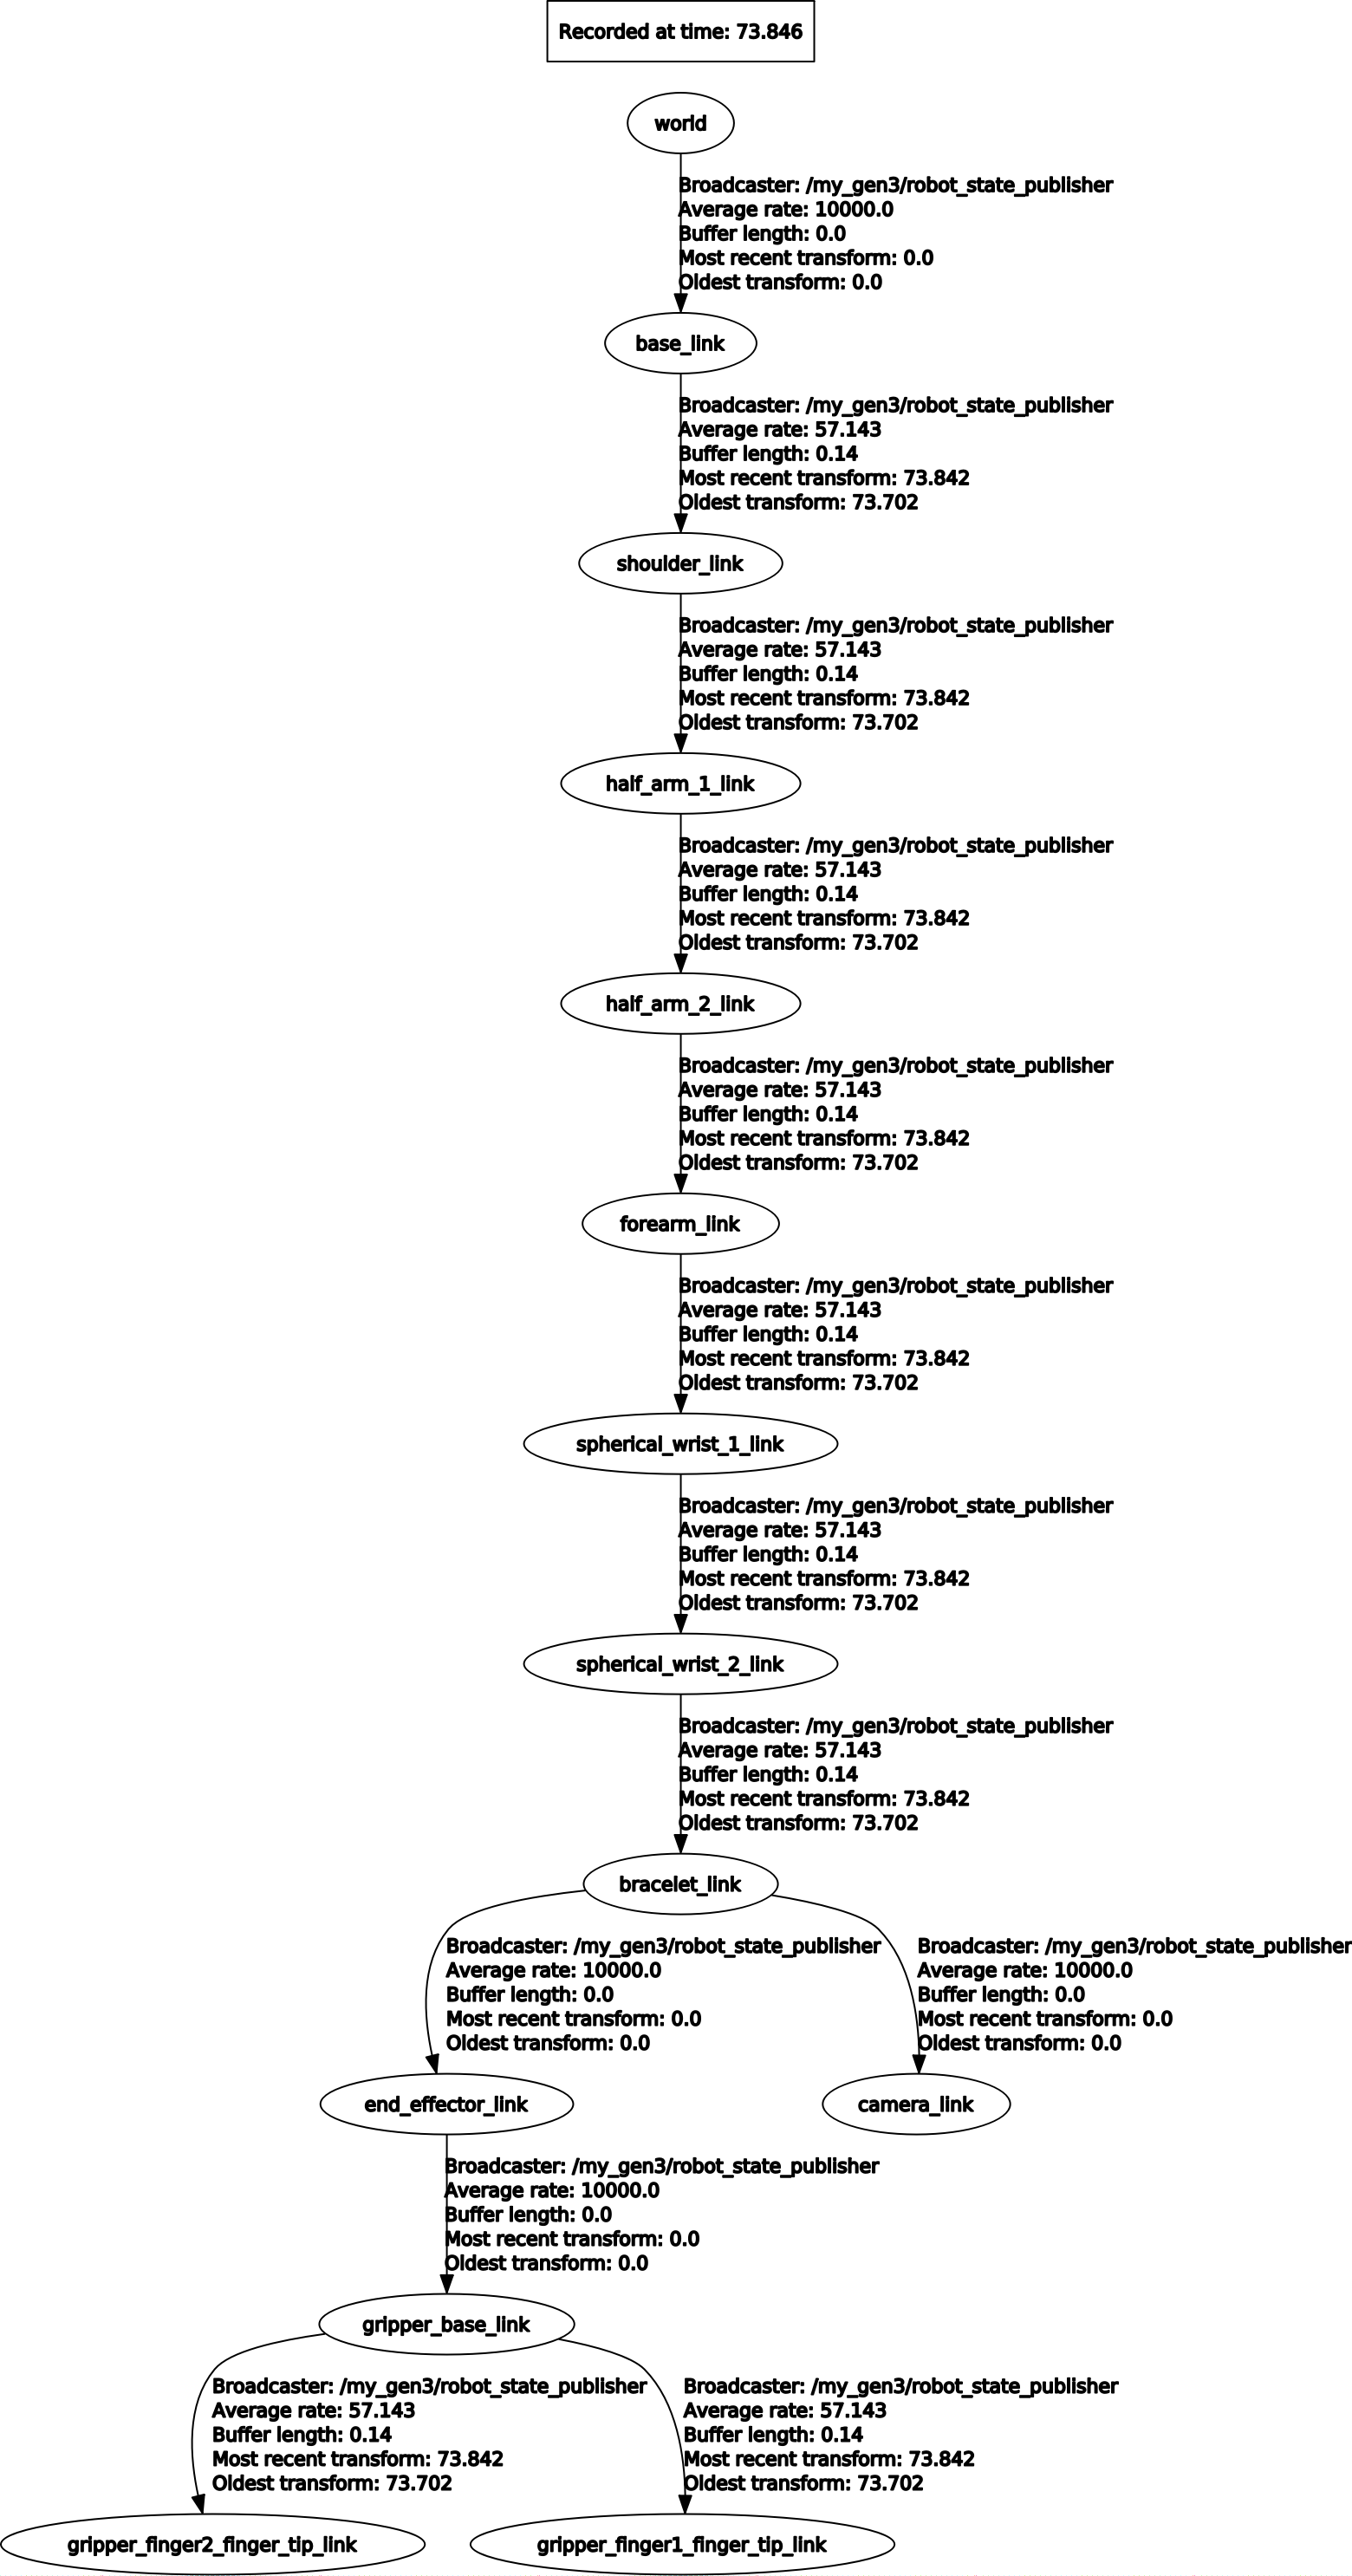 Recorded at time: 73.846
world
Broadcaster: /my_gen3/robot_state_publisher
Average rate: 10000.0
Buffer length: 0.0
Most recent transform: 0.0
Oldest transform: 0.0
base_link
Broadcaster: /my_gen3/robot_state_publisher
Average rate: 57.143
Buffer length: 0.14
Most recent transform: 73.842
Oldest transform: 73.702
shoulder_link
Broadcaster: /my_gen3/robot_state_publisher
Average rate: 57.143
Buffer length: 0.14
Most recent transform: 73.842
Oldest transform: 73.702
half_arm_1_link
Broadcaster: /my_gen3/robot_state_publisher
Average rate: 57.143
Buffer length: 0.14
Most recent transform: 73.842
Oldest transform: 73.702
half_arm_2_link
Broadcaster: /my_gen3/robot_state_publisher
Average rate: 57.143
Buffer length: 0.14
Most recent transform: 73.842
Oldest transform: 73.702
forearm_link
Broadcaster: /my_gen3/robot_state_publisher
Average rate: 57.143
Buffer length: 0.14
Most recent transform: 73.842
Oldest transform: 73.702
spherical_wrist_1_link
Broadcaster: /my_gen3/robot_state_publisher
Average rate: 57.143
Buffer length: 0.14
Most recent transform: 73.842
Oldest transform: 73.702
spherical_wrist_2_link
Broadcaster: /my_gen3/robot_state_publisher
Average rate: 57.143
Buffer length: 0.14
Most recent transform: 73.842
Oldest transform: 73.702
bracelet_link
Broadcaster: /my_gen3/robot_state_publisher
Average rate: 10000.0
Buffer length: 0.0
Most recent transform: 0.0
Oldest transform: 0.0
Broadcaster: /my_gen3/robot_state_publisher
Average rate: 10000.0
Buffer length: 0.0
Most recent transform: 0.0
Oldest transform: 0.0
end_effector_link
camera_link
Broadcaster: /my_gen3/robot_state_publisher
Average rate: 10000.0
Buffer length: 0.0
Most recent transform: 0.0
Oldest transform: 0.0
gripper_base_link
Broadcaster: /my_gen3/robot_state_publisher
Average rate: 57.143
Buffer length: 0.14
Most recent transform: 73.842
Oldest transform: 73.702
Broadcaster: /my_gen3/robot_state_publisher
Average rate: 57.143
Buffer length: 0.14
Most recent transform: 73.842
Oldest transform: 73.702
gripper_finger2_finger_tip_link
gripper_finger1_finger_tip_link